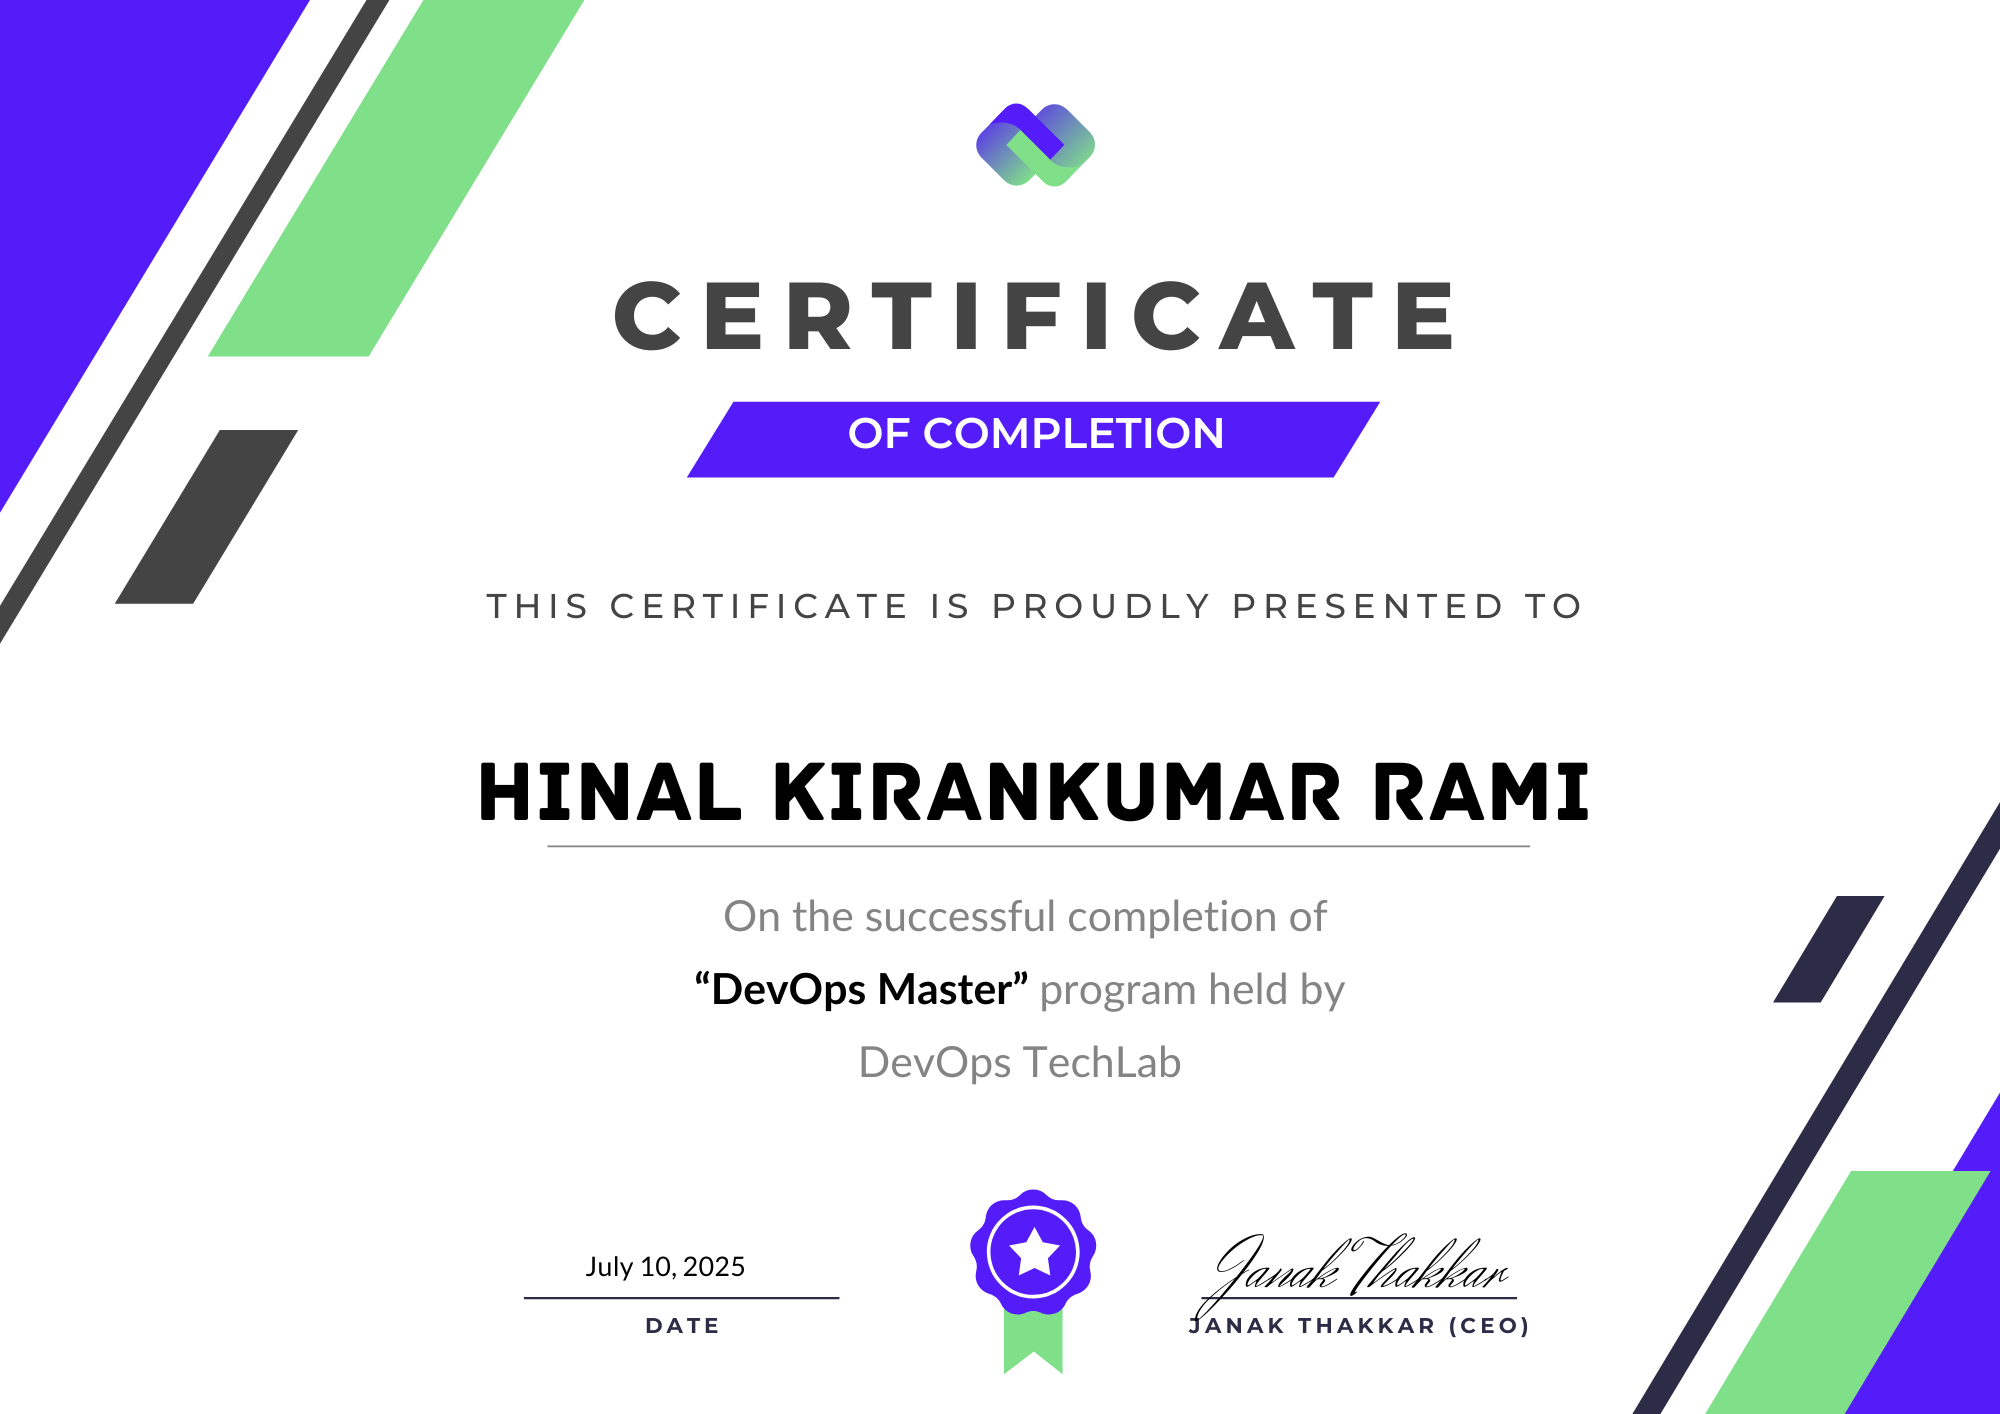 CERTIFICATE
OF COMPLETION
THIS CERTIFICATE IS PROUDLY PRESENTED TO
HINAL KIRANKUMAR RAMI
On the successful completion of
“DevOps Master” program held by
DevOps TechLab
July 10, 2025
DATE
Janak Thakkar
JANAK THAKKAR (CEO)